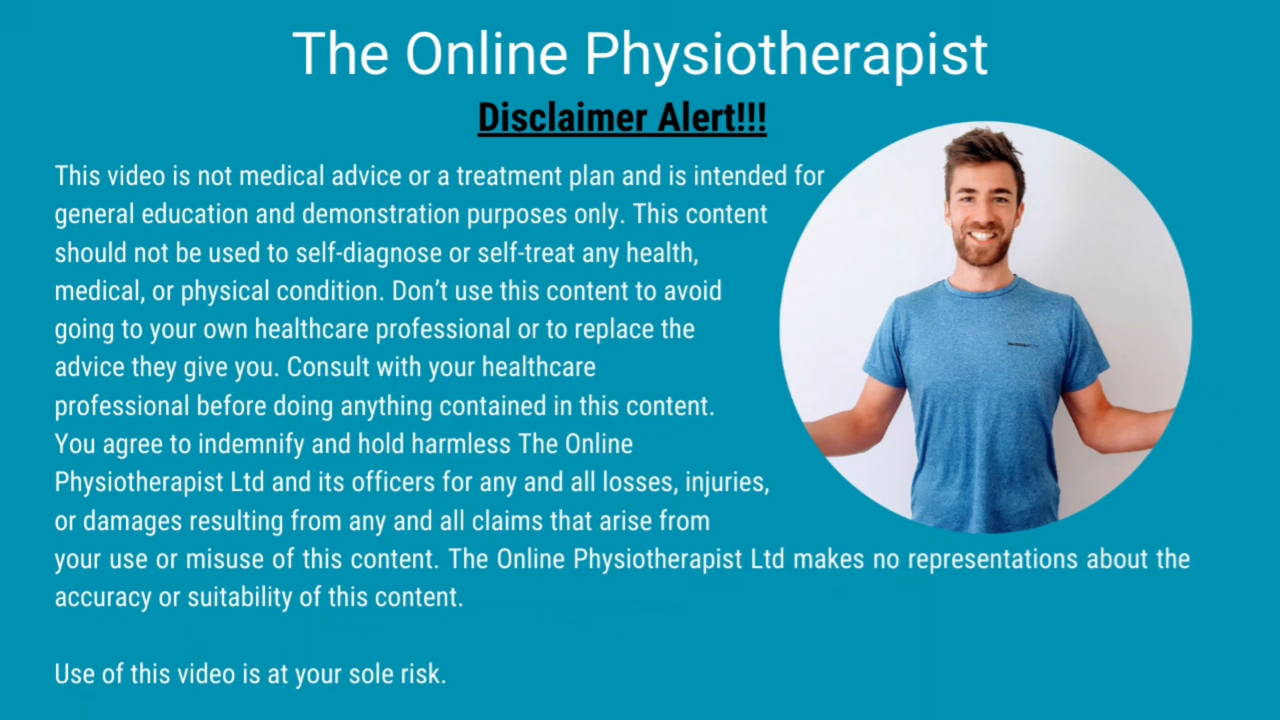 The Online Physiotherapist
Disclaimer Alert!!!
This video is not medical advice or a treatment plan and is intended for
general education and demonstration purposes only. This content
should not be used to self-diagnose or self-treat any health,
medical, or physical condition. Don’t use this content to avoid
going to your own healthcare professional or to replace the
advice they give you. Consult with your healthcare
professional before doing anything contained in this content.
You agree to indemnify and hold harmless The Online
Physiotherapist Ltd and its officers for any and all losses, injuries,
or damages resulting from any and all claims that arise from
your use or misuse of this content. The Online Physiotherapist Ltd makes no representations about the
accuracy or suitability of this content.
Use of this video is at your sole risk.